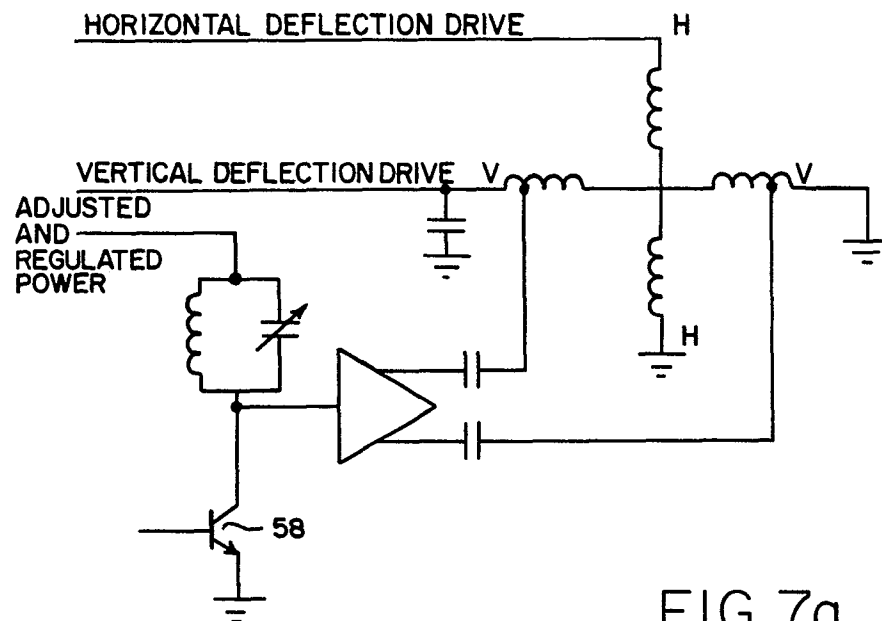 HORIZONTAL DEFLECTION DRIVE H
VERTICAL DEFLECTION DRIVE V V
ADJUSTED
AND
REGULATED
POWER
H
58
FIG. 7a